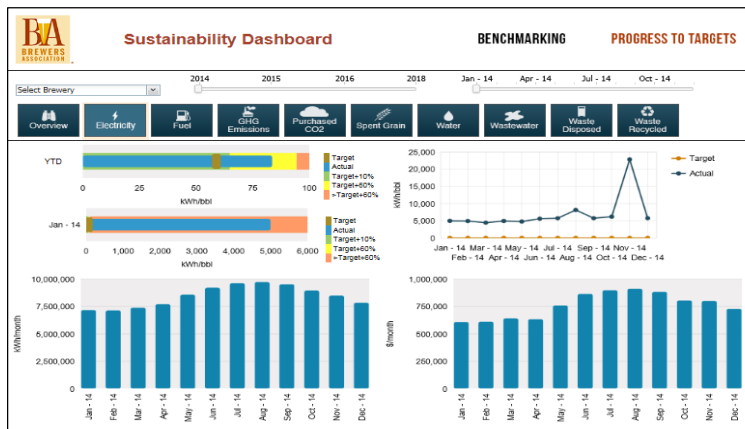 BA
BREWERS
ASSOCIATION
Sustainability Dashboard
BENCHMARKING
PROGRESS TO TARGETS
Select Brewery
2014 2015 2016 2018
Jan - 14 Apr - 14 Jul - 14 Oct - 14
Overview
Electricity
Fuel
GHG
Emissions
Purchased
CO2
Spent Grain
Water
Wastewater
Waste
Disposed
Waste
Recycled
YTD
0 25 50 75 100
kWh/bbl
Target
Actual
Target+10%
Target+60%
>Target+60%
Jan - 14
0 1,000 2,000 3,000 4,000 5,000 6,000
kWh/bbl
Target
Actual
Target+10%
Target+60%
>Target+60%
kWh/bbl
25,000
20,000
15,000
10,000
5,000
0
Jan - 14 Mar - 14 May - 14 Jul - 14 Sep - 14 Nov - 14
Feb - 14 Apr - 14 Jun - 14 Aug - 14 Oct - 14 Dec - 14
Target
Actual
kWh/month
10,000,000
7,500,000
5,000,000
2,500,000
0
Jan - 14
Feb - 14
Mar - 14
Apr - 14
May - 14
Jun - 14
Jul - 14
Aug - 14
Sep - 14
Oct - 14
Nov - 14
Dec - 14
$/month
1,000,000
750,000
500,000
250,000
0
Jan - 14
Feb - 14
Mar - 14
Apr - 14
May - 14
Jun - 14
Jul - 14
Aug - 14
Sep - 14
Oct - 14
Nov - 14
Dec - 14